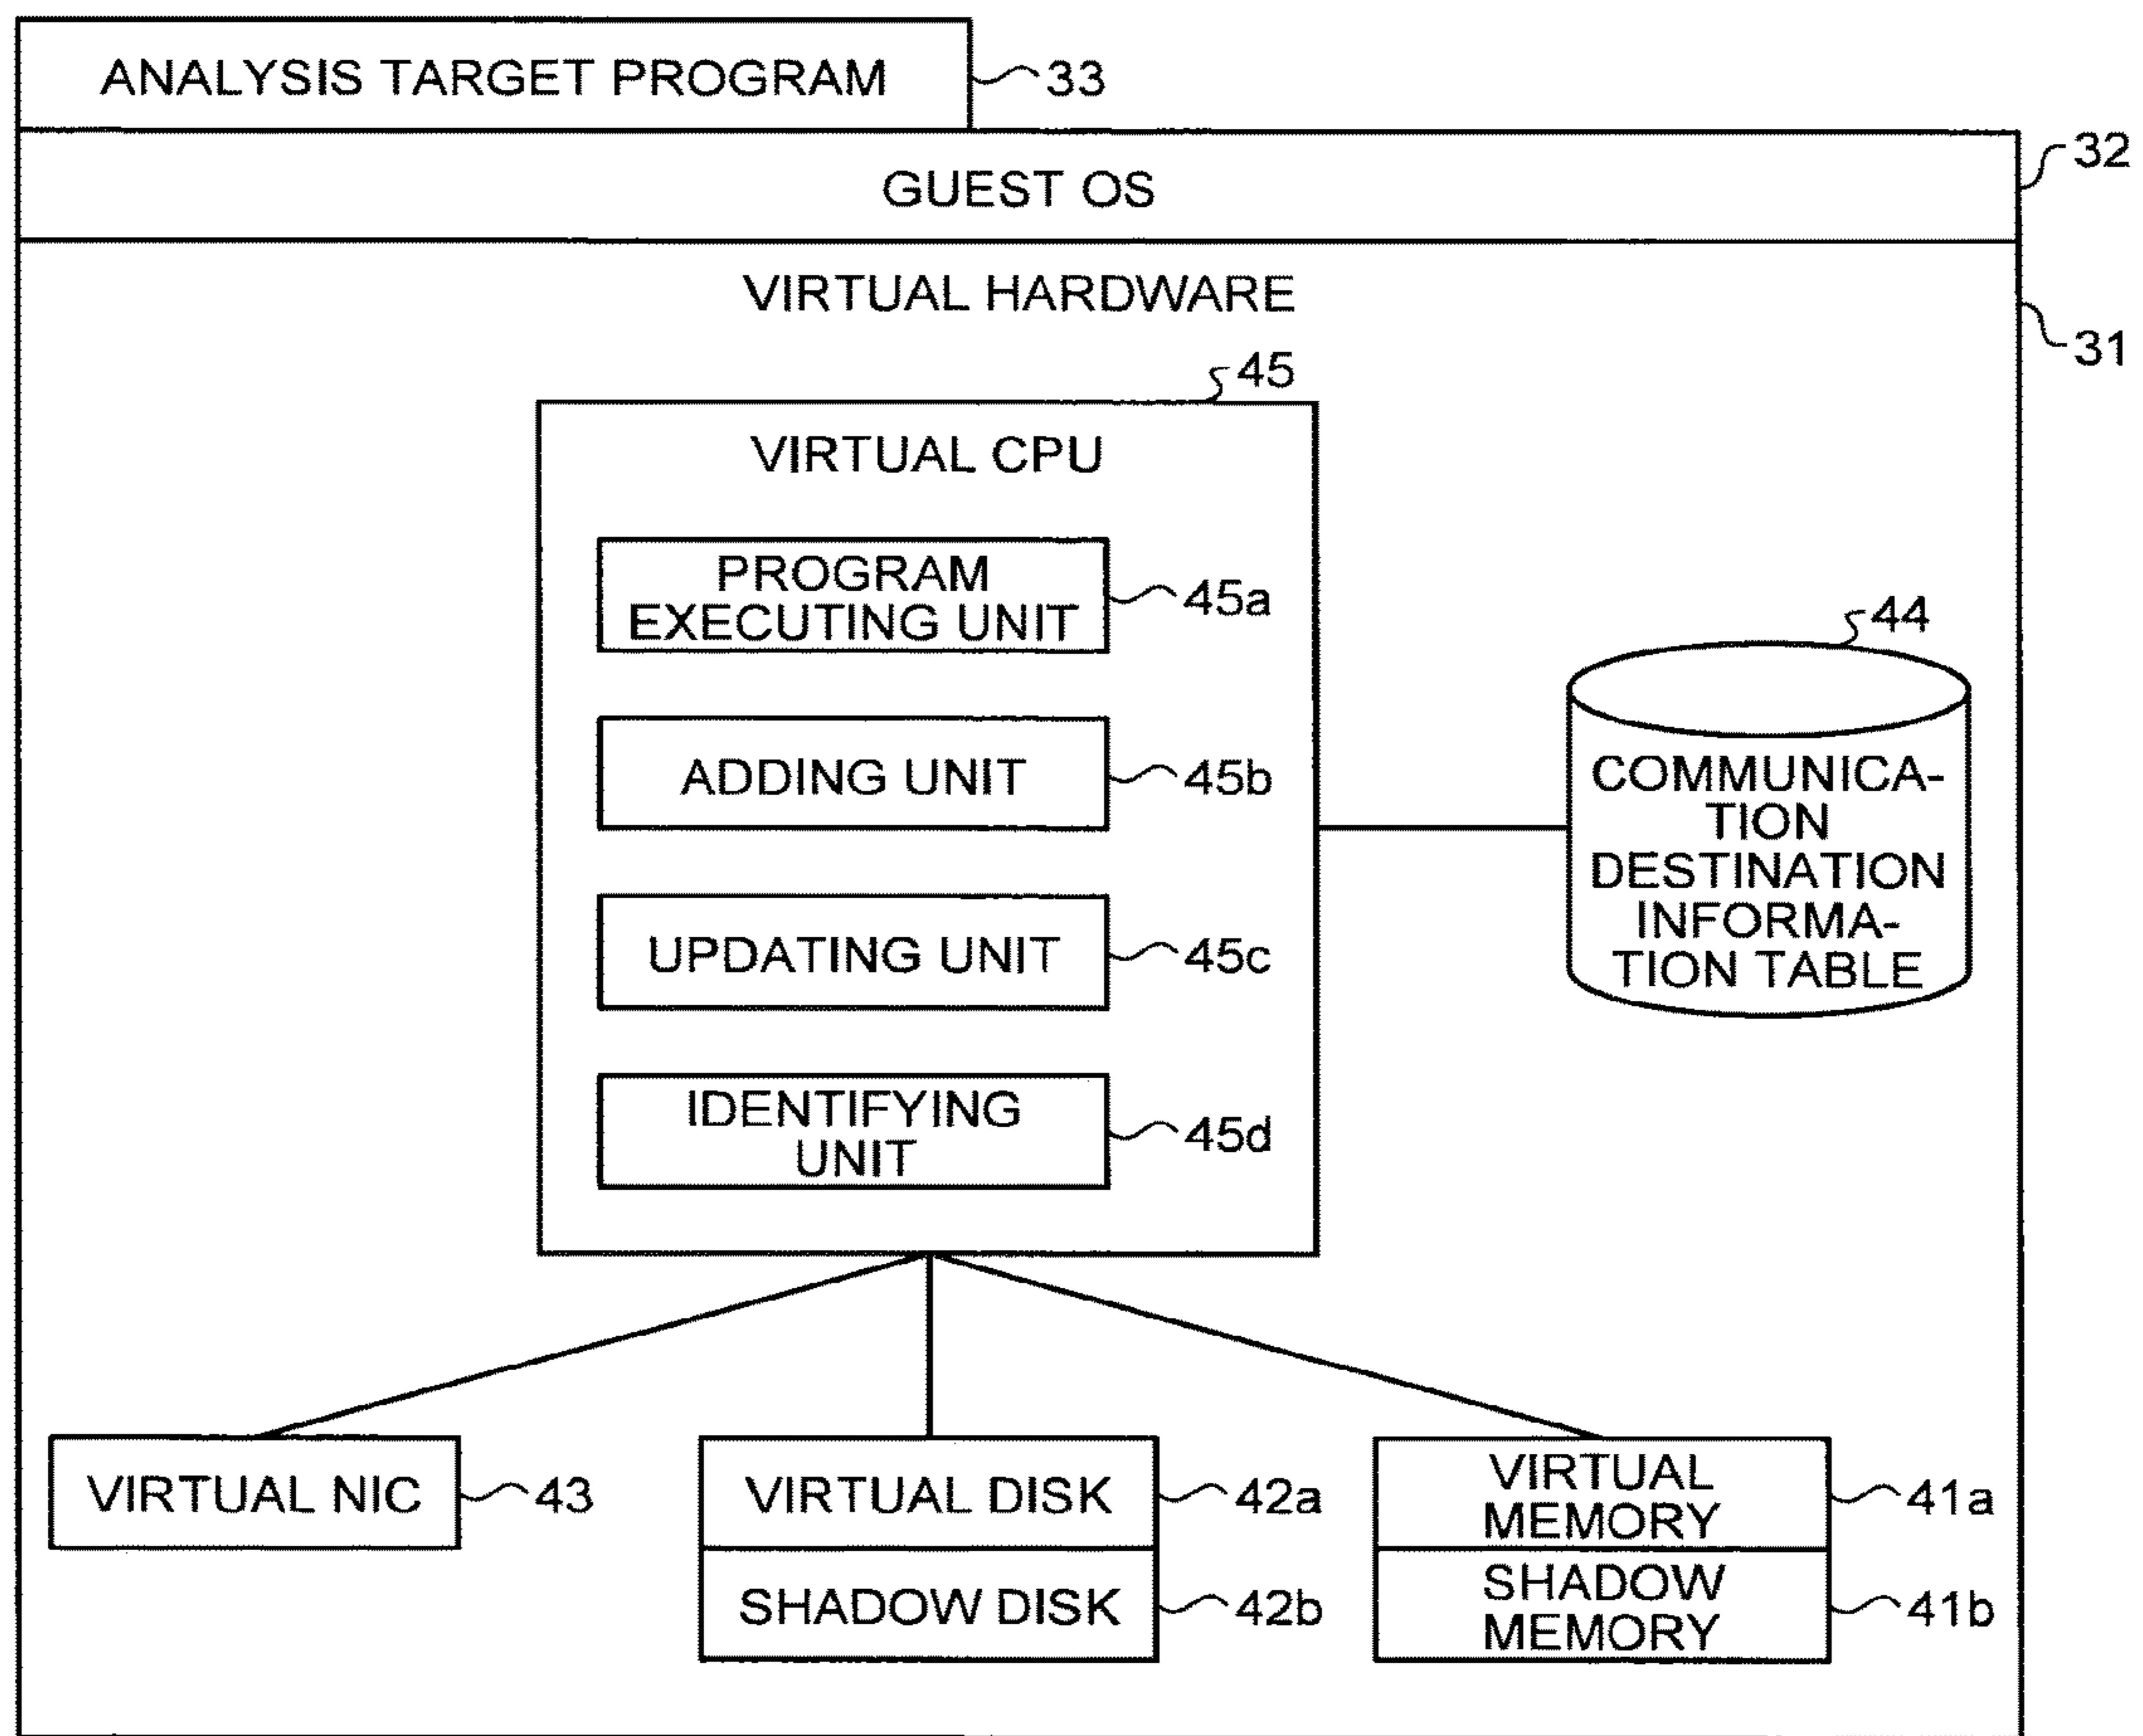 ANALYSIS TARGET PROGRAM
33
32
GUEST OS
VIRTUAL HARDWARE
31
45
VIRTUAL CPU
PROGRAM
EXECUTING UNIT
45a
44
ADDING UNIT
45b
COMMUNICA-
TION
DESTINATION
INFORMA-
TION TABLE
UPDATING UNIT
45c
IDENTIFYING
UNIT
45d
VIRTUAL NIC
43
VIRTUAL DISK
42a
VIRTUAL
MEMORY
41a
SHADOW DISK
42b
SHADOW
MEMORY
41b